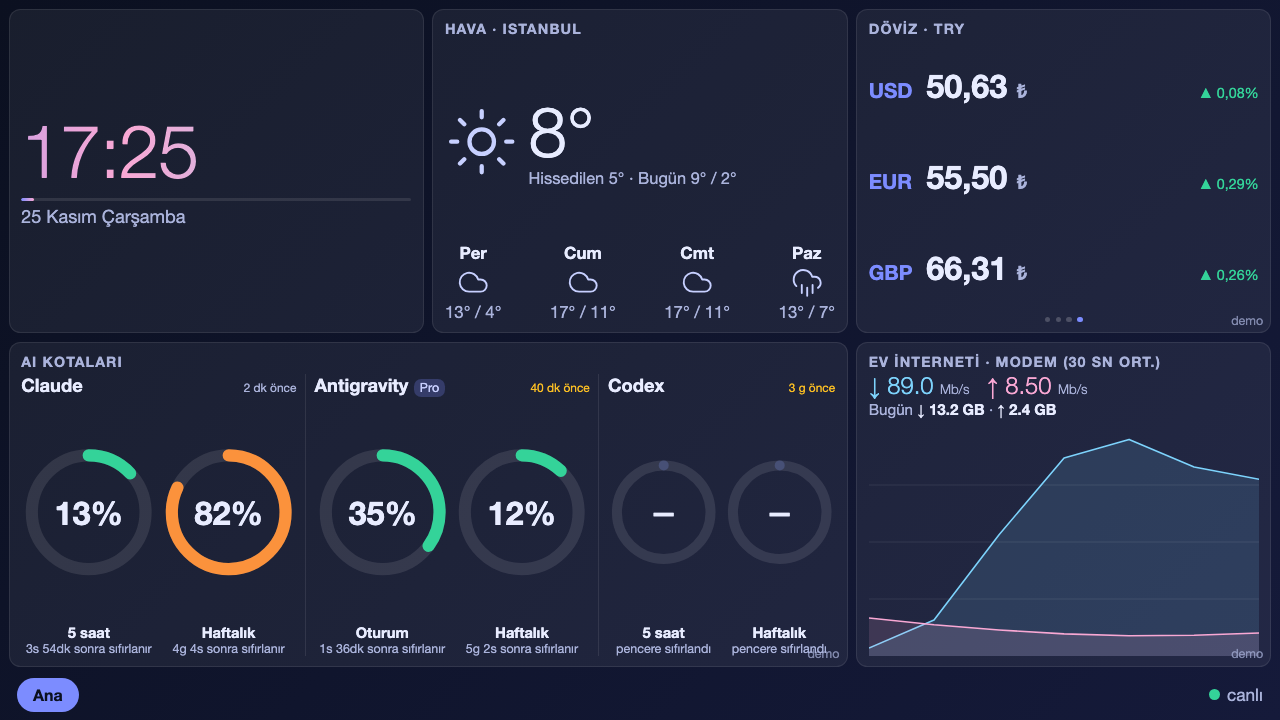 17:25
25 Kasım Çarşamba
HAVA · ISTANBUL
8°
Hissedilen 5° · Bugün 9° / 2°
Per Cum Cmt Paz
13° / 4° 17° / 11° 17° / 11° 13° / 7°
DÖVİZ · TRY
USD 50,63 ₺ ▲ 0,08%
EUR 55,50 ₺ ▲ 0,29%
GBP 66,31 ₺ ▲ 0,26%
demo
AI KOTALARI
Claude 2 dk önce
13% 82%
5 saat Haftalık
3s 54dk sonra sıfırlanır 4g 4s sonra sıfırlanır
Antigravity Pro 40 dk önce
35% 12%
Oturum Haftalık
1s 36dk sonra sıfırlanır 5g 2s sonra sıfırlanır
Codex 3 g önce
– –
5 saat Haftalık
pencere sıfırlandı pencere sıfırlandı
demo
EV İNTERNETİ · MODEM (30 SN ORT.)
↓ 89.0 Mb/s ↑ 8.50 Mb/s
Bugün ↓ 13.2 GB · ↑ 2.4 GB
demo
Ana
canlı